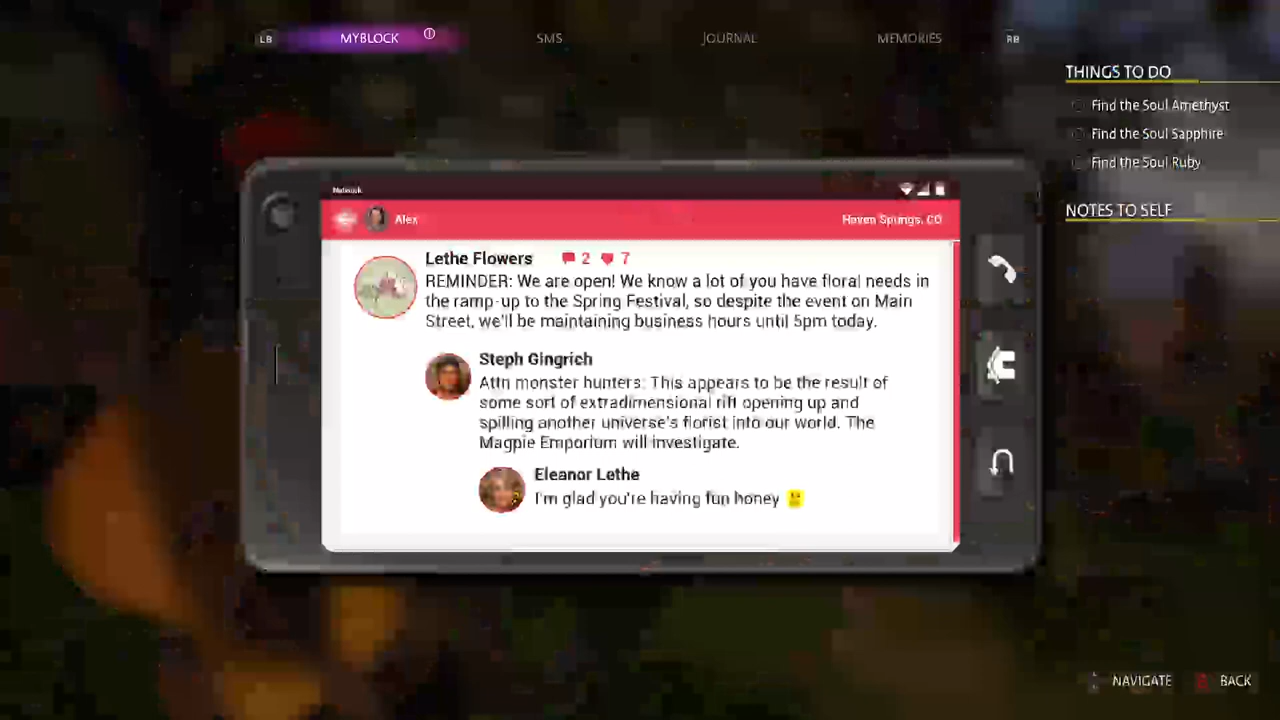 LB
MYBLOCK
SMS
JOURNAL
MEMORIES
RB
THINGS TO DO
Find the Soul Amethyst
Find the Soul Sapphire
Find the Soul Ruby
NOTES TO SELF
Alex
Haven Springs, CO
Lethe Flowers 2 7
REMINDER: We are open! We know a lot of you have floral needs in
the ramp-up to the Spring Festival, so despite the event on Main
Street, we'll be maintaining business hours until 5pm today.
Steph Gingrich
Attn monster hunters: This appears to be the result of
some sort of extradimensional rift opening up and
spilling another universe's florist into our world. The
Magpie Emporium will investigate.
Eleanor Lethe
I'm glad you're having fun honey
NAVIGATE
BACK